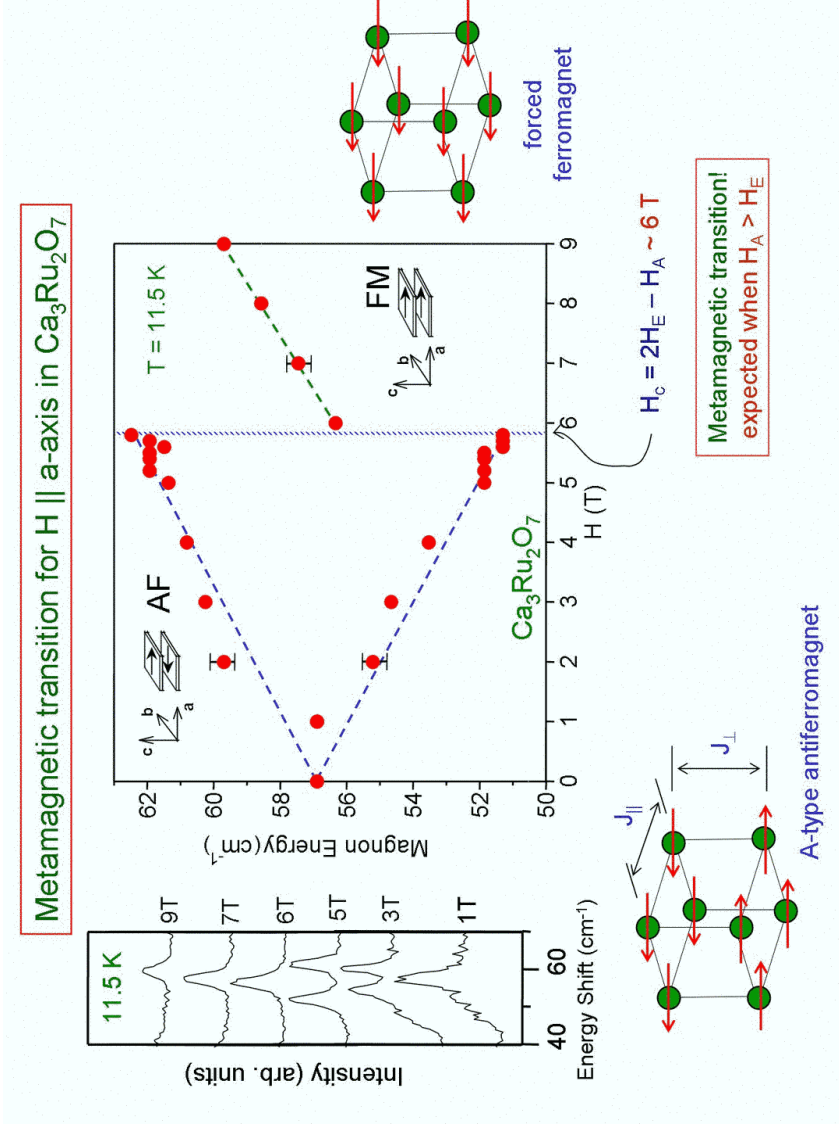 Metamagnetic transition for H || a-axis in Ca₃Ru₂O₇
11.5 K
9T
7T
6T
5T
3T
1T
Intensity (arb. units)
40
60
Energy Shift (cm⁻¹)
Magnon Energy (cm⁻¹)
62
60
58
56
54
52
50
c
b
a
AF
T = 11.5 K
c
b
a
FM
Ca₃Ru₂O₇
0
1
2
3
4
5
6
7
8
9
H (T)
forced
ferromagnet
J||
J⊥
A-type antiferromagnet
H_C = 2H_E – H_A ~ 6 T
Metamagnetic transition!
expected when H_A > H_E